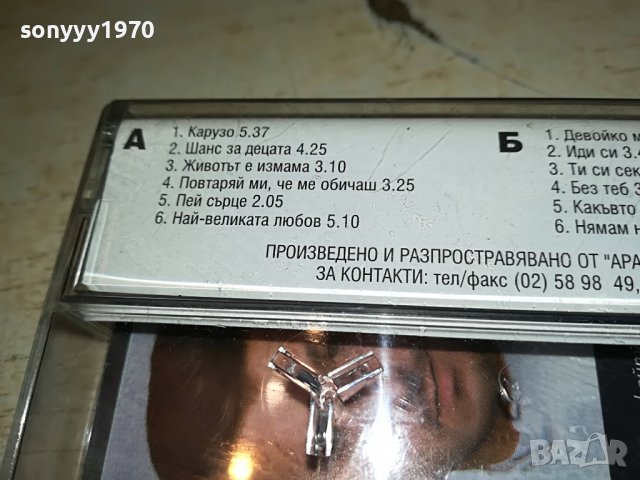 sonyyy1970
А
1. Карузо 5.37
2. Шанс за децата 4.25
3. Животът е измама 3.10
4. Повтаряй ми, че ме обичаш 3.25
5. Пей сърце 2.05
6. Най-великата любов 5.10
Б
1. Девойко
2. Иди си
3. Ти си
4. Без теб
5. Какъвто
6. Нямам
ПРОИЗВЕДЕНО И РАЗПРОСТРАВЯВАНО ОТ
ЗА КОНТАКТИ: тел/факс (02) 58 98 49,
BAZAR